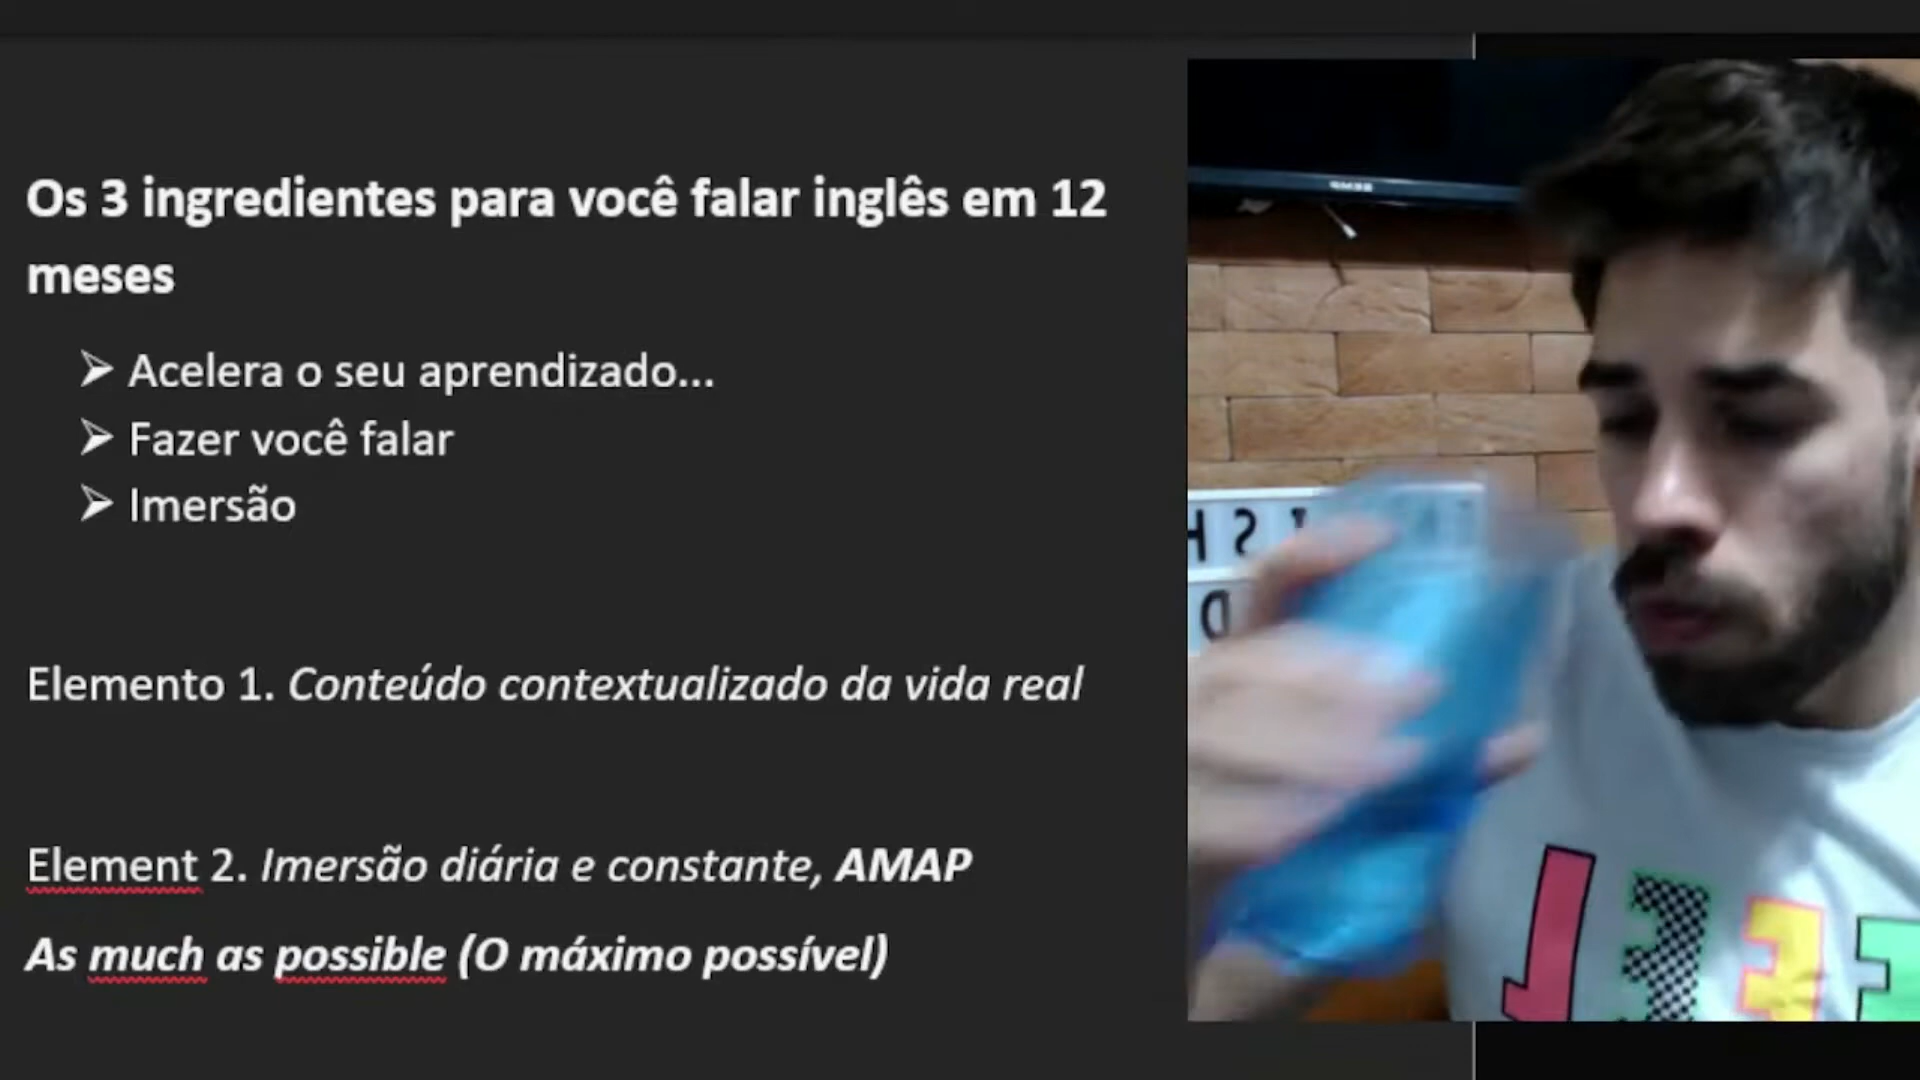 Os 3 ingredientes para você falar inglês em 12
meses
Acelera o seu aprendizado...
Fazer você falar
Imersão
Elemento 1. Conteúdo contextualizado da vida real
Element 2. Imersão diária e constante, AMAP
As much as possible (O máximo possível)